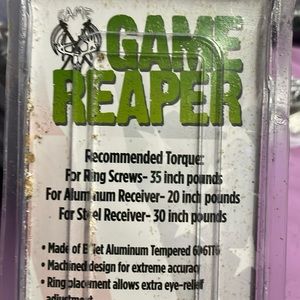 GAME
GAME
REAPER
Recommended Torque:
For Ring Screws- 35 inch pounds
For Aluminum Receiver- 20 inch pounds
For Steel Receiver- 30 inch pounds
• Made of Billet Aluminum Tempered 6061T6
• Machined design for extreme accuracy
• Ring placement allows extra eye-relief
adjustment